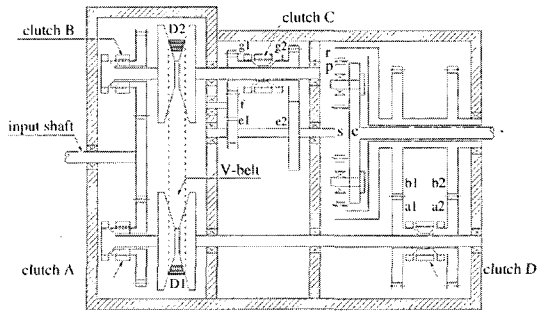 clutch C
clutch B
D2
g1 g2
r
p
f
e1 e2
s c
input shaft
V-belt
b1 b2
a1 a2
clutch A
D1
clutch D